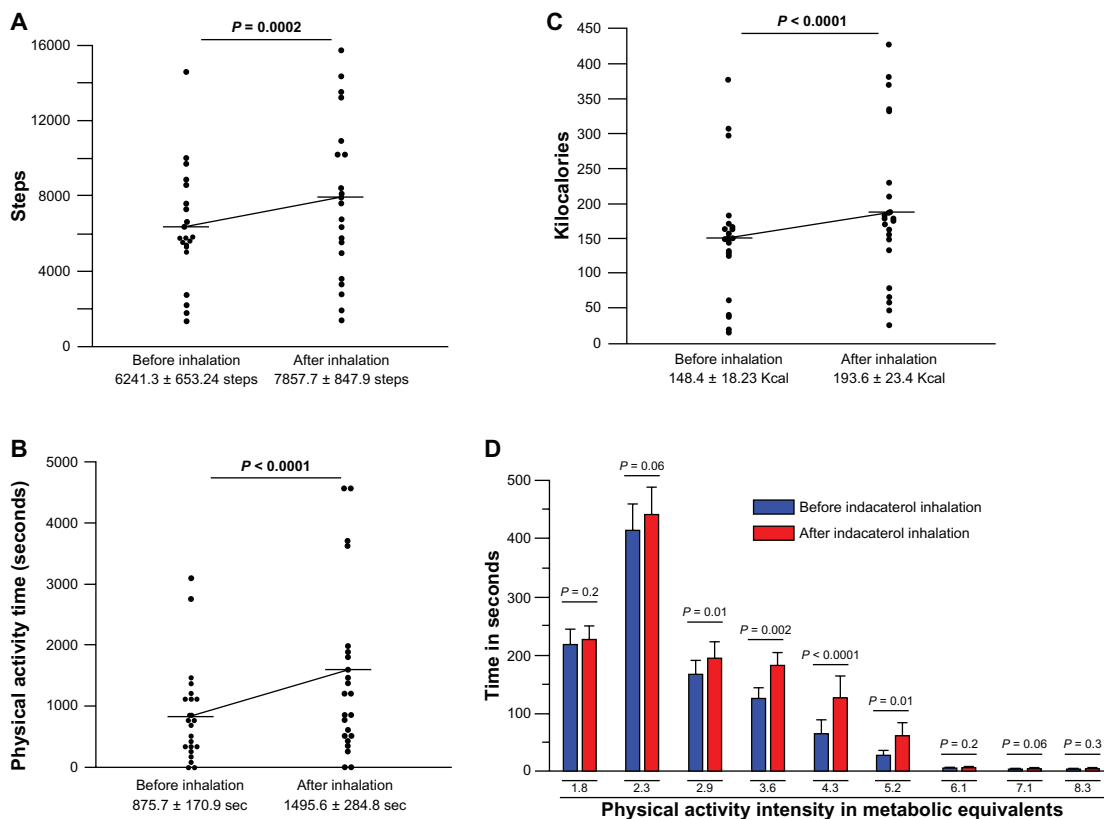 A
P = 0.0002
16000
12000
8000
4000
0
Steps
Before inhalation
6241.3 ± 653.24 steps
After inhalation
7857.7 ± 847.9 steps
C
P < 0.0001
450
400
350
300
250
200
150
100
50
0
Kilocalories
Before inhalation
148.4 ± 18.23 Kcal
After inhalation
193.6 ± 23.4 Kcal
B
P < 0.0001
5000
4000
3000
2000
1000
0
Physical activity time (seconds)
Before inhalation
875.7 ± 170.9 sec
After inhalation
1495.6 ± 284.8 sec
D
500
400
300
200
100
0
Time in seconds
Before indacaterol inhalation
After indacaterol inhalation
P = 0.2
P = 0.06
P = 0.01
P = 0.002
P < 0.0001
P = 0.01
P = 0.2
P = 0.06
P = 0.3
1.8 2.3 2.9 3.6 4.3 5.2 6.1 7.1 8.3
Physical activity intensity in metabolic equivalents